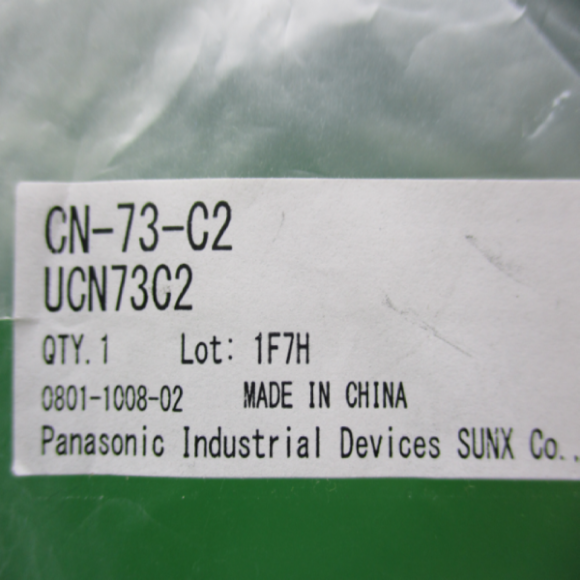 CN-73-C2
UCN73C2
QTY.1 Lot: 1F7H
0801-1008-02 MADE IN CHINA
Panasonic Industrial Devices SUNX Co.,